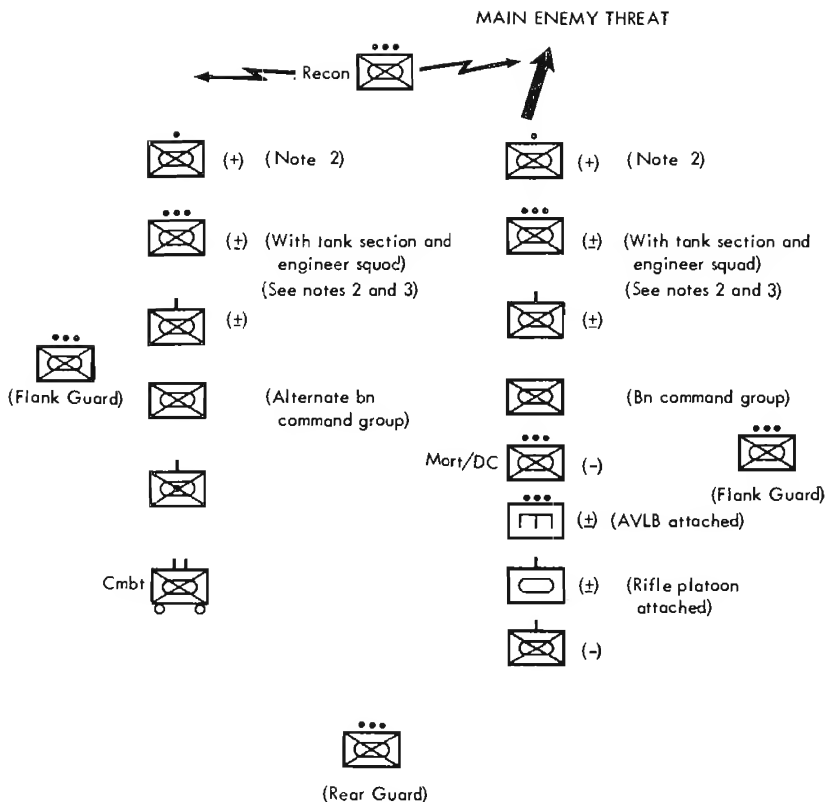 MAIN ENEMY THREAT
Recon
(+) (Note 2)
(+) (Note 2)
(±) (With tank section and
engineer squod)
(See notes 2 and 3)
(±) (With tank section and
engineer squad)
(See notes 2 and 3)
(±)
(±)
(Flank Guard)
(Alternate bn
command group)
(Bn command group)
Mort/DC
(-)
(Flank Guard)
(±) (AVLB attached)
Cmbt
(±) (Rifle platoon
attached)
(-)
(Rear Guard)